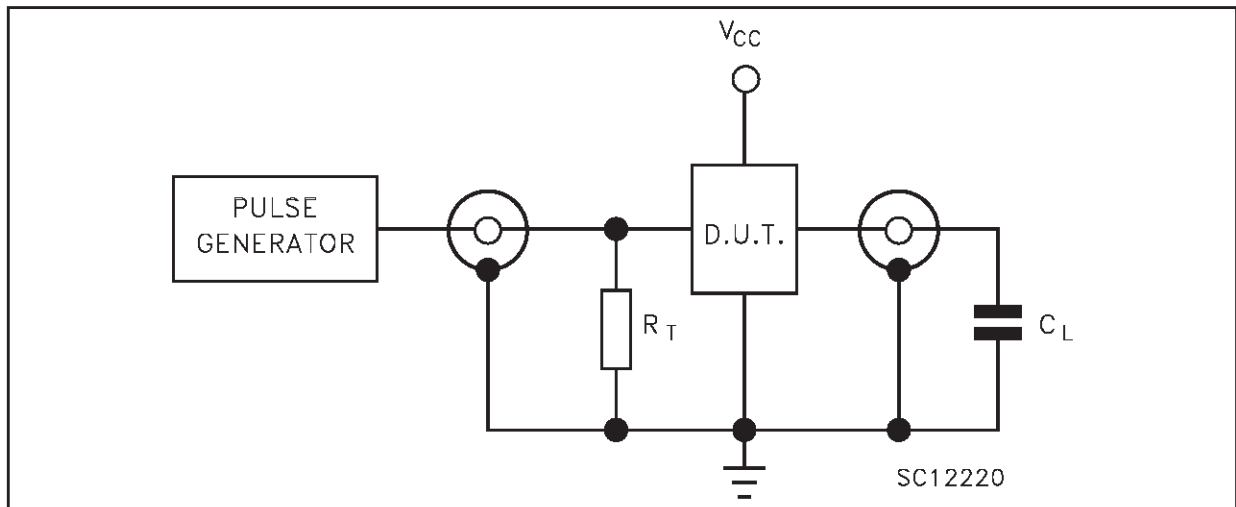 VCC
PULSE
GENERATOR
D.U.T.
RT
CL
SC12220